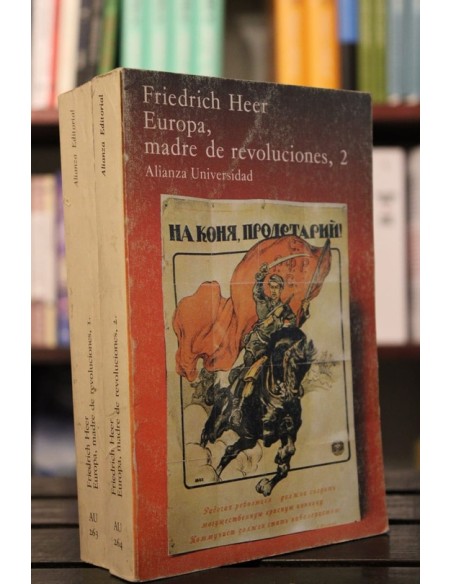 Friedrich Heer
Europa,
madre de revoluciones, 2
Alianza Universidad
НА КОНЯ, ПРОЛЕТАРИЙ!
Alianza Editorial
Friedrich Heer
Europa, madre de revoluciones, 1
AU
263
Alianza Editorial
Friedrich Heer
Europa, madre de revoluciones, 2
AU
264